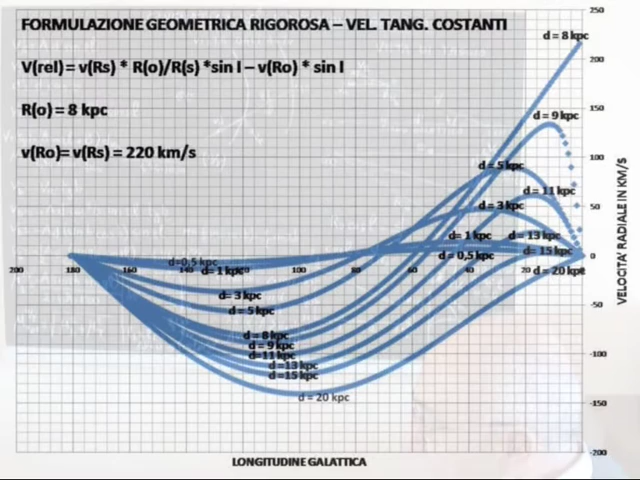 FORMULAZIONE GEOMETRICA RIGOROSA – VEL. TANG. COSTANTI
V(rel)= v(Rs) * R(o)/R(s) *sin l – v(Ro) * sin l
R(o) = 8 kpc
v(Ro)= v(Rs) = 220 km/s
250
d = 8 kpc
200
150
d = 9 kpc
100
d = 5 kpc
d = 11 kpc
50
d = 3 kpc
d= 1 kpc
d= 13 kpc
d= 15 kpc
d = 0,5 kpc
0
d=0,5 kpc
d= 1 kpc
d = 20 kpc
200
180
160
100
80
40
20
d= 3 kpc
d = 5 kpc
-50
d = 8 kpc
d = 9 kpc
d=11 kpc
-100
d=13 kpc
d=15 kpc
d = 20 kpc
-150
-200
VELOCITA' RADIALE IN KM/S
LONGITUDINE GALATTICA